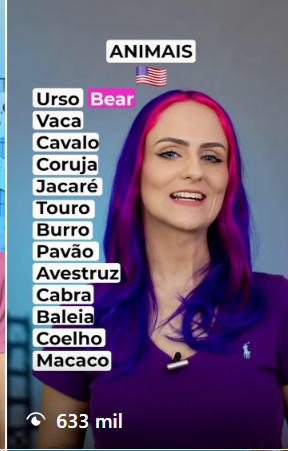 ANIMAIS
Urso Bear
Vaca
Cavalo
Coruja
Jacaré
Touro
Burro
Pavão
Avestruz
Cabra
Baleia
Coelho
Macaco
633 mil